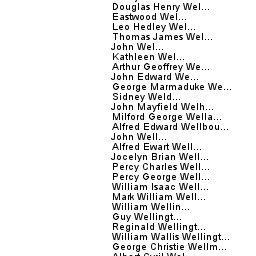 Douglas Henry Wel...
Eastwood Wel...
Leo Hedley Wel...
Thomas James Wel...
John Wel...
Kathleen Wel...
Arthur Geoffrey We...
John Edward We...
George Marmaduke We...
Sidney Weld...
John Mayfield Welh...
Milford George Wella...
Alfred Edward Wellbou...
John Well...
Alfred Ewart Well...
Jocelyn Brian Well...
Percy Charles Well...
Percy George Well...
William Isaac Well...
Mark William Well...
William Wellin...
Guy Wellingt...
Reginald Wellingt...
William Wallis Wellingt...
George Christie Wellm...
Albert Cyril Wel...